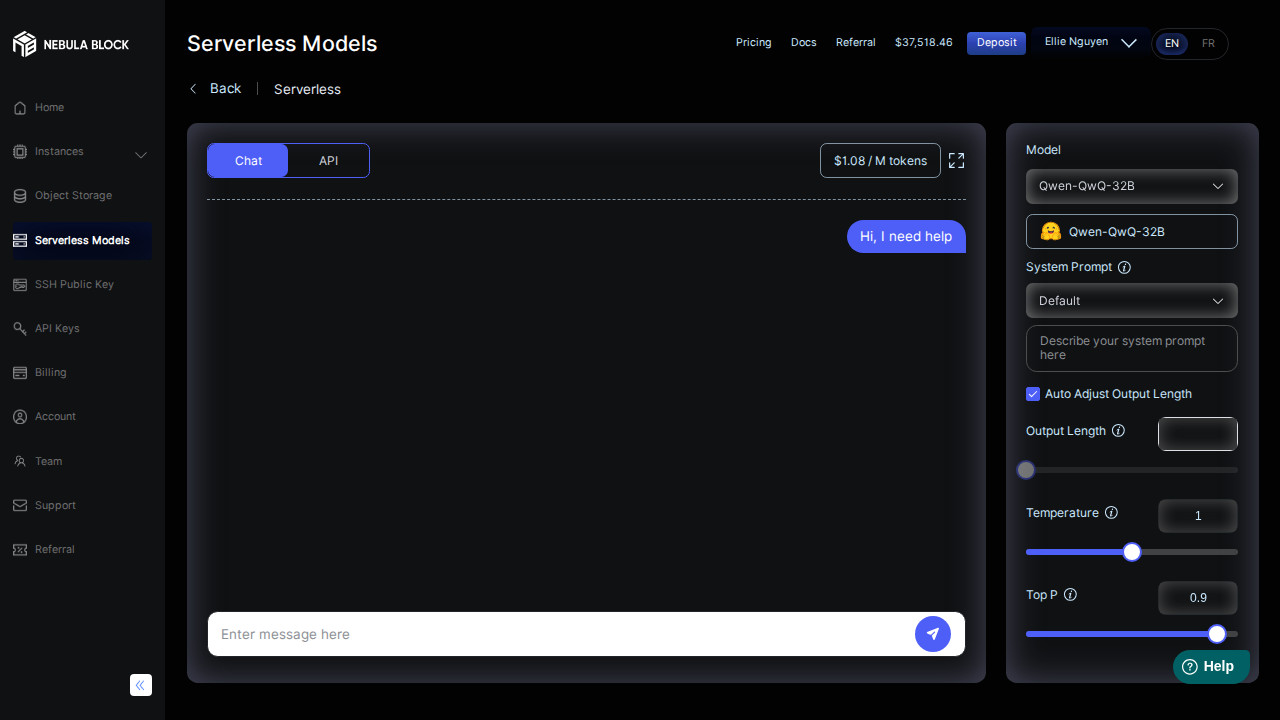 NEBULA BLOCK
Serverless Models
Pricing
Docs
Referral
$37,518.46
Deposit
Ellie Nguyen
EN
FR
Back
Serverless
Home
Instances
Object Storage
Serverless Models
SSH Public Key
API Keys
Billing
Account
Team
Support
Referral
Chat
API
$1.08 / M tokens
Hi, I need help
Enter message here
Model
Qwen-QwQ-32B
Qwen-QwQ-32B
System Prompt
Default
Describe your system prompt
here
Auto Adjust Output Length
Output Length
Temperature
1
Top P
0.9
Help